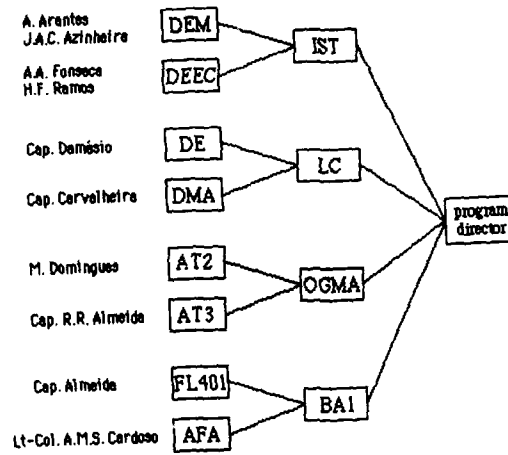 A. Arantes
J.A.C. Azinheira
DEM
IST
A.A. Fonseca
H.F. Ramos
DEEC
Cap. Damásio
DE
LC
Cap. Carvalheira
DMA
program
director
M. Domingues
AT2
OGMA
Cap. R.R. Almeida
AT3
Cap. Almeida
FL401
BA1
Lt-Col. A.M.S. Cardoso
AFA